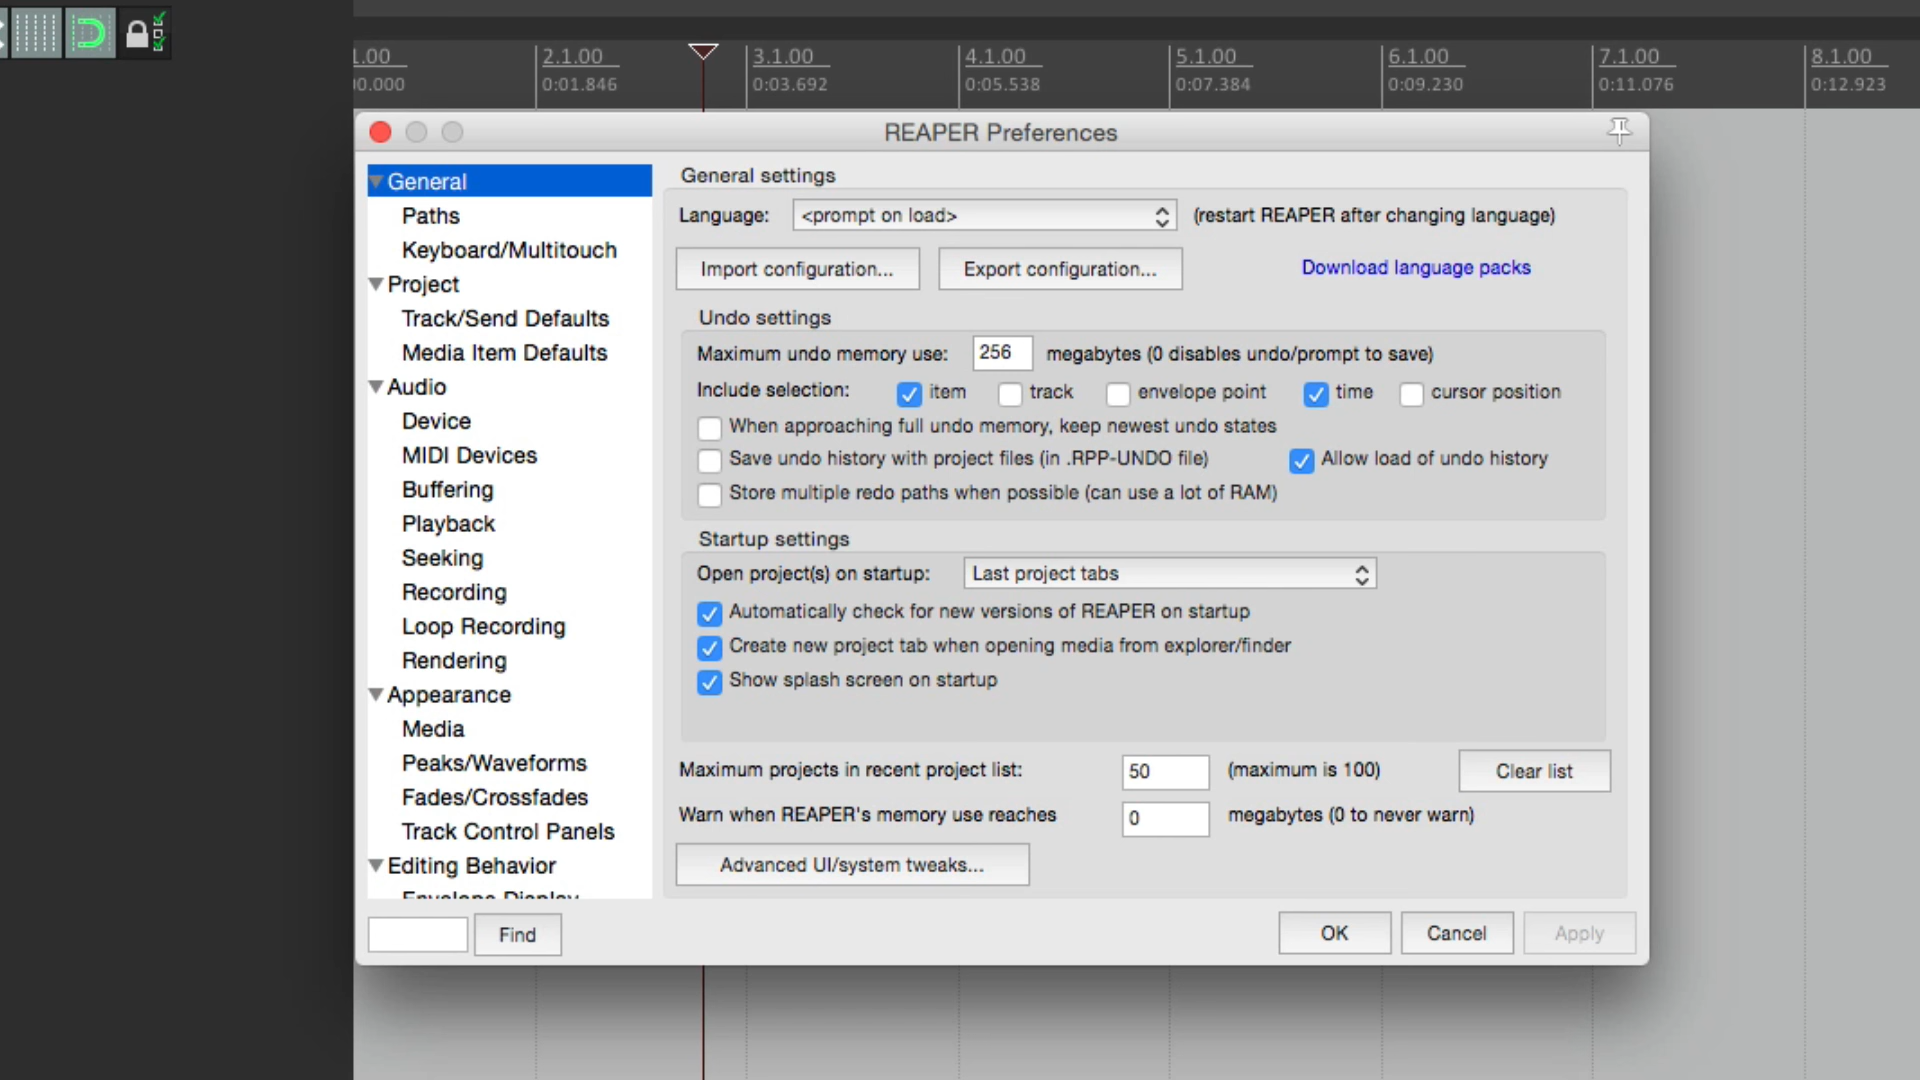 1.00 2.1.00 3.1.00 4.1.00 5.1.00 6.1.00 7.1.00 8.1.00
0.000 0:01.846 0:03.692 0:05.538 0:07.384 0:09.230 0:11.076 0:12.923
REAPER Preferences
General
Paths
Keyboard/Multitouch
Project
Track/Send Defaults
Media Item Defaults
Audio
Device
MIDI Devices
Buffering
Playback
Seeking
Recording
Loop Recording
Rendering
Appearance
Media
Peaks/Waveforms
Fades/Crossfades
Track Control Panels
Editing Behavior
Envelope Display
Find
General settings
Language: <prompt on load> (restart REAPER after changing language)
Import configuration... Export configuration... Download language packs
Undo settings
Maximum undo memory use: 256 megabytes (0 disables undo/prompt to save)
Include selection: item track envelope point time cursor position
When approaching full undo memory, keep newest undo states
Save undo history with project files (in .RPP-UNDO file) Allow load of undo history
Store multiple redo paths when possible (can use a lot of RAM)
Startup settings
Open project(s) on startup: Last project tabs
Automatically check for new versions of REAPER on startup
Create new project tab when opening media from explorer/finder
Show splash screen on startup
Maximum projects in recent project list: 50 (maximum is 100) Clear list
Warn when REAPER's memory use reaches 0 megabytes (0 to never warn)
Advanced UI/system tweaks...
OK Cancel Apply